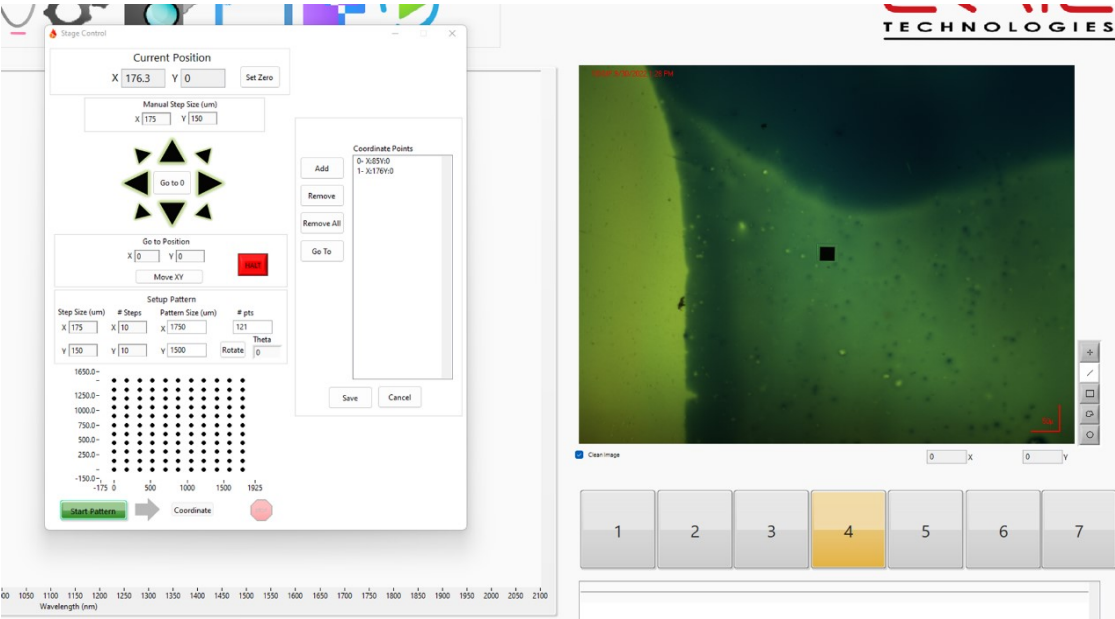 TECHNOLOGIES
Stage Control
Current Position
X 176.3 Y 0 Set Zero
Manual Step Size (um)
X 175 Y 150
Go to 0
Go to Position
X 0 Y 0
HALT
Move XY
Setup Pattern
Step Size (um) # Steps Pattern Size (um) # pts
X 175 X 10 X 1750 121
Theta
Y 150 Y 10 Y 1500 Rotate 0
1650.0
1250.0
1000.0
750.0
500.0
250.0
-150.0
-175 0 500 1000 1500 1925
Start Pattern Coordinate
Coordinate Points
0- X:85Y:0
1- X:176Y:0
Add
Remove
Remove All
Go To
Save Cancel
Clean Image
0 X 0 Y
1 2 3 4 5 6 7
1050 1100 1150 1200 1250 1300 1350 1400 1450 1500 1550 1600 1650 1700 1750 1800 1850 1900 1950 2000 2050 2100
Wavelength (nm)